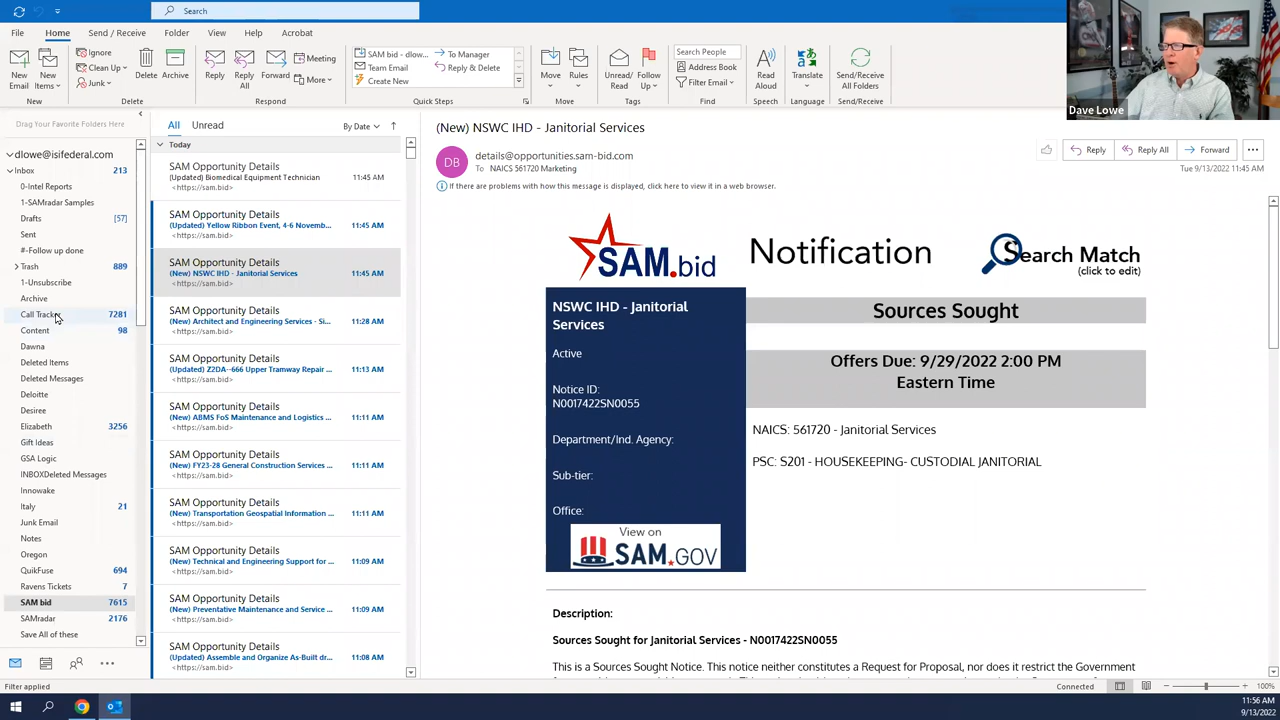 Search
File Home Send / Receive Folder View Help Acrobat
New Email
New Items
New
Ignore
Clean Up
Junk
Delete
Archive
Delete
Reply
Reply All
Forward
Meeting
More
Respond
SAM bid - dlow...
Team Email
Create New
To Manager
Reply & Delete
Quick Steps
Move
Rules
Move
Unread/ Read
Follow Up
Tags
Search People
Address Book
Filter Email
Find
Read Aloud
Speech
Translate
Language
Send/Receive All Folders
Send/Receive
Dave Lowe
Drag Your Favorite Folders Here
dlowe@isifederal.com
Inbox 213
0-Intel Reports
1-SAMradar Samples
Drafts [57]
Sent
#-Follow up done
Trash 889
1-Unsubscribe
Archive
Call Tracke 7281
Content 98
Dawna
Deleted Items
Deleted Messages
Deloitte
Desiree
Elizabeth 3256
Gift Ideas
GSA Logic
INBOXDeleted Messages
Innowake
Italy 21
Junk Email
Notes
Oregon
QuikFuse 694
Ravens Tickets 7
SAM bid 7615
SAMradar 2176
Save All of these
All Unread By Date
Today
SAM Opportunity Details
(Updated) Biomedical Equipment Technician 11:45 AM
<https://sam.bid>
SAM Opportunity Details
(Updated) Yellow Ribbon Event, 4-6 Novemb... 11:45 AM
<https://sam.bid>
SAM Opportunity Details
(New) NSWC IHD - Janitorial Services 11:45 AM
<https://sam.bid>
SAM Opportunity Details
(New) Architect and Engineering Services - Si... 11:28 AM
<https://sam.bid>
SAM Opportunity Details
(Updated) Z2DA--666 Upper Tramway Repair ... 11:13 AM
<https://sam.bid>
SAM Opportunity Details
(New) ABMS FoS Maintenance and Logistics ... 11:11 AM
<https://sam.bid>
SAM Opportunity Details
(New) FY23-28 General Construction Services ... 11:11 AM
<https://sam.bid>
SAM Opportunity Details
(New) Transportation Geospatial Information ... 11:11 AM
<https://sam.bid>
SAM Opportunity Details
(New) Technical and Engineering Support for ... 11:09 AM
<https://sam.bid>
SAM Opportunity Details
(New) Preventative Maintenance and Service ... 11:09 AM
<https://sam.bid>
SAM Opportunity Details
(Updated) Assemble and Organize As-Built dr... 11:08 AM
(New) NSWC IHD - Janitorial Services
DB
details@opportunities.sam-bid.com
To NAICS 561720 Marketing
Reply Reply All Forward
Tue 9/13/2022 11:45 AM
If there are problems with how this message is displayed, click here to view it in a web browser.
SAM.bid
Notification
Search Match
(click to edit)
NSWC IHD - Janitorial
Services
Active
Notice ID:
N0017422SN0055
Department/Ind. Agency:
Sub-tier:
Office:
View on
SAM.GOV
Sources Sought
Offers Due: 9/29/2022 2:00 PM
Eastern Time
NAICS: 561720 - Janitorial Services
PSC: S201 - HOUSEKEEPING- CUSTODIAL JANITORIAL
Description:
Sources Sought for Janitorial Services - N0017422SN0055
This is a Sources Sought Notice. This notice neither constitutes a Request for Proposal, nor does it restrict the Government
Filter applied
Connected
100%
11:56 AM
9/13/2022